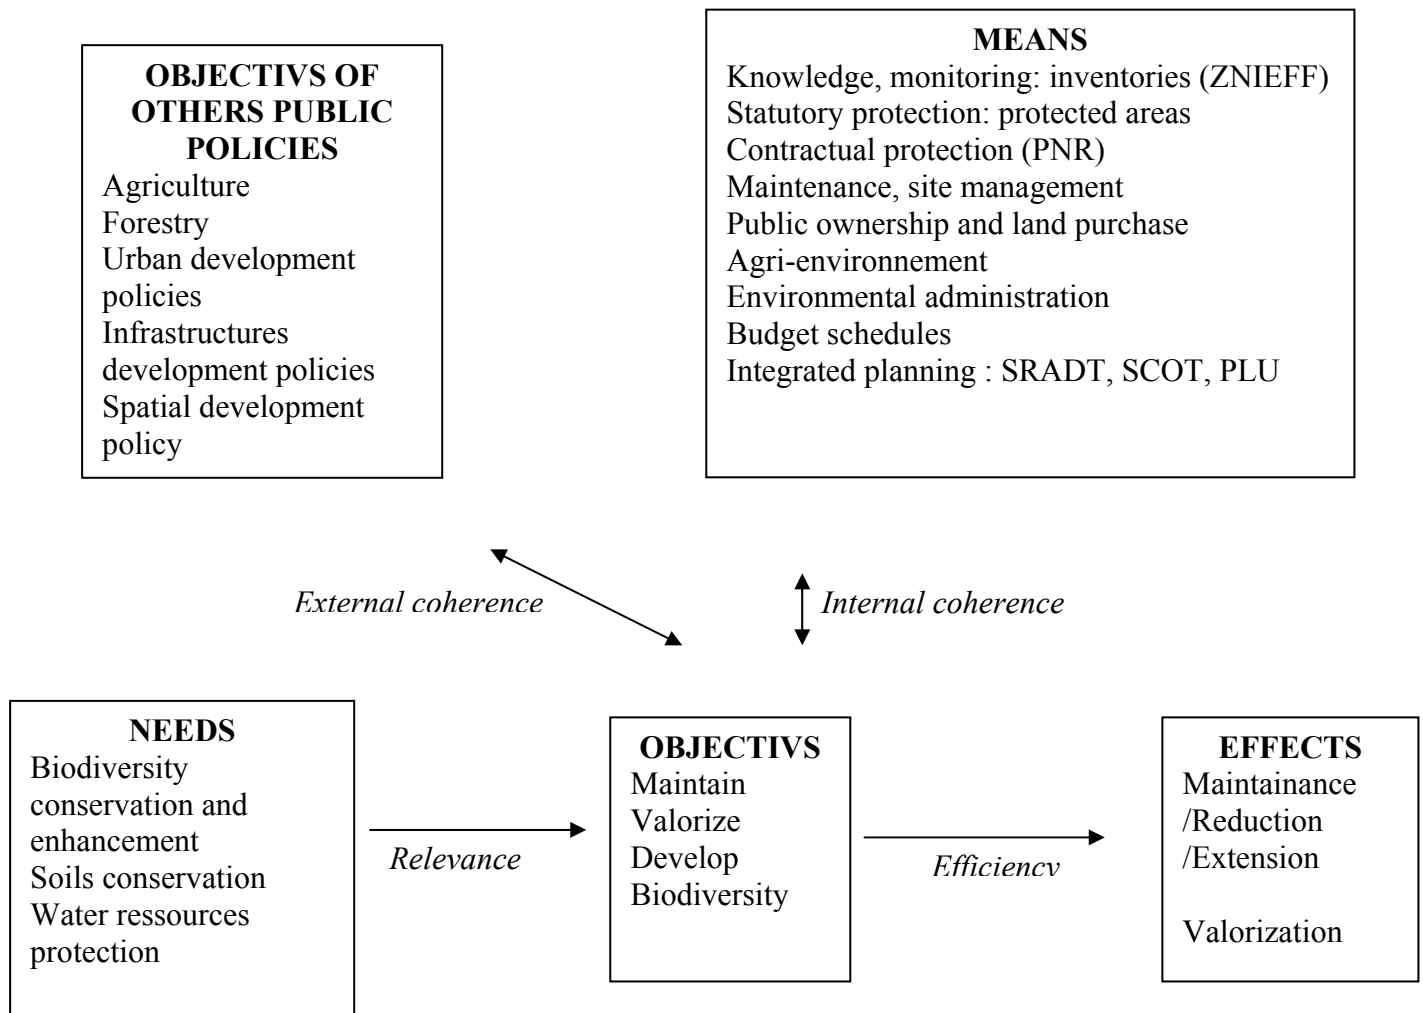 OBJECTIVS OF
OTHERS PUBLIC
POLICIES
Agriculture
Forestry
Urban development
policies
Infrastructures
development policies
Spatial development
policy
MEANS
Knowledge, monitoring: inventories (ZNIEFF)
Statutory protection: protected areas
Contractual protection (PNR)
Maintenance, site management
Public ownership and land purchase
Agri-environnement
Environmental administration
Budget schedules
Integrated planning : SRADT, SCOT, PLU
External coherence
Internal coherence
NEEDS
Biodiversity
conservation and
enhancement
Soils conservation
Water ressources
protection
Relevance
OBJECTIVS
Maintain
Valorize
Develop
Biodiversity
Efficiency
EFFECTS
Maintainance
/Reduction
/Extension
Valorization